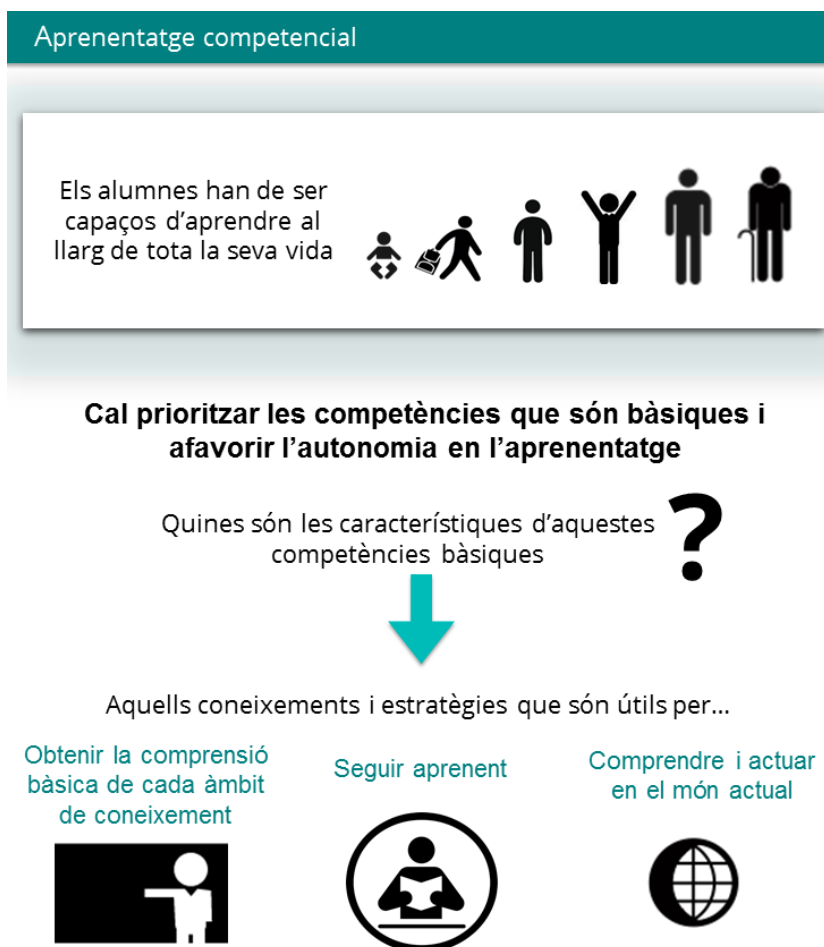 Aprenentatge competencial
Els alumnes han de ser
capaços d’aprendre al
llarg de tota la seva vida
Cal prioritzar les competències que són bàsiques i
afavorir l’autonomia en l’aprenentatge
Quines són les característiques d’aquestes
competències bàsiques
?
Aquells coneixements i estratègies que són útils per...
Obtenir la comprensió
bàsica de cada àmbit
de coneixement
Seguir aprenent
Comprendre i actuar
en el món actual